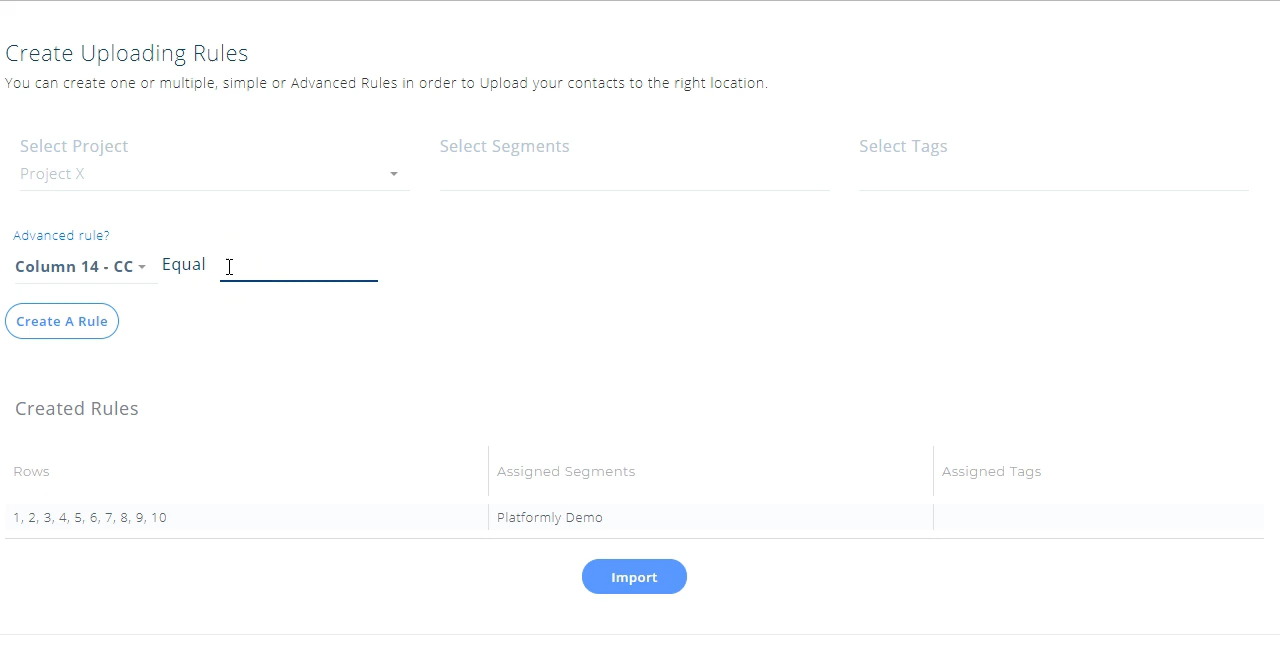 Create Uploading Rules
You can create one or multiple, simple or Advanced Rules in order to Upload your contacts to the right location.
Select Project Select Segments Select Tags
Project X
Advanced rule?
Column 14 - CC Equal
Create A Rule
Created Rules
Rows Assigned Segments Assigned Tags
1, 2, 3, 4, 5, 6, 7, 8, 9, 10 Platformly Demo
Import